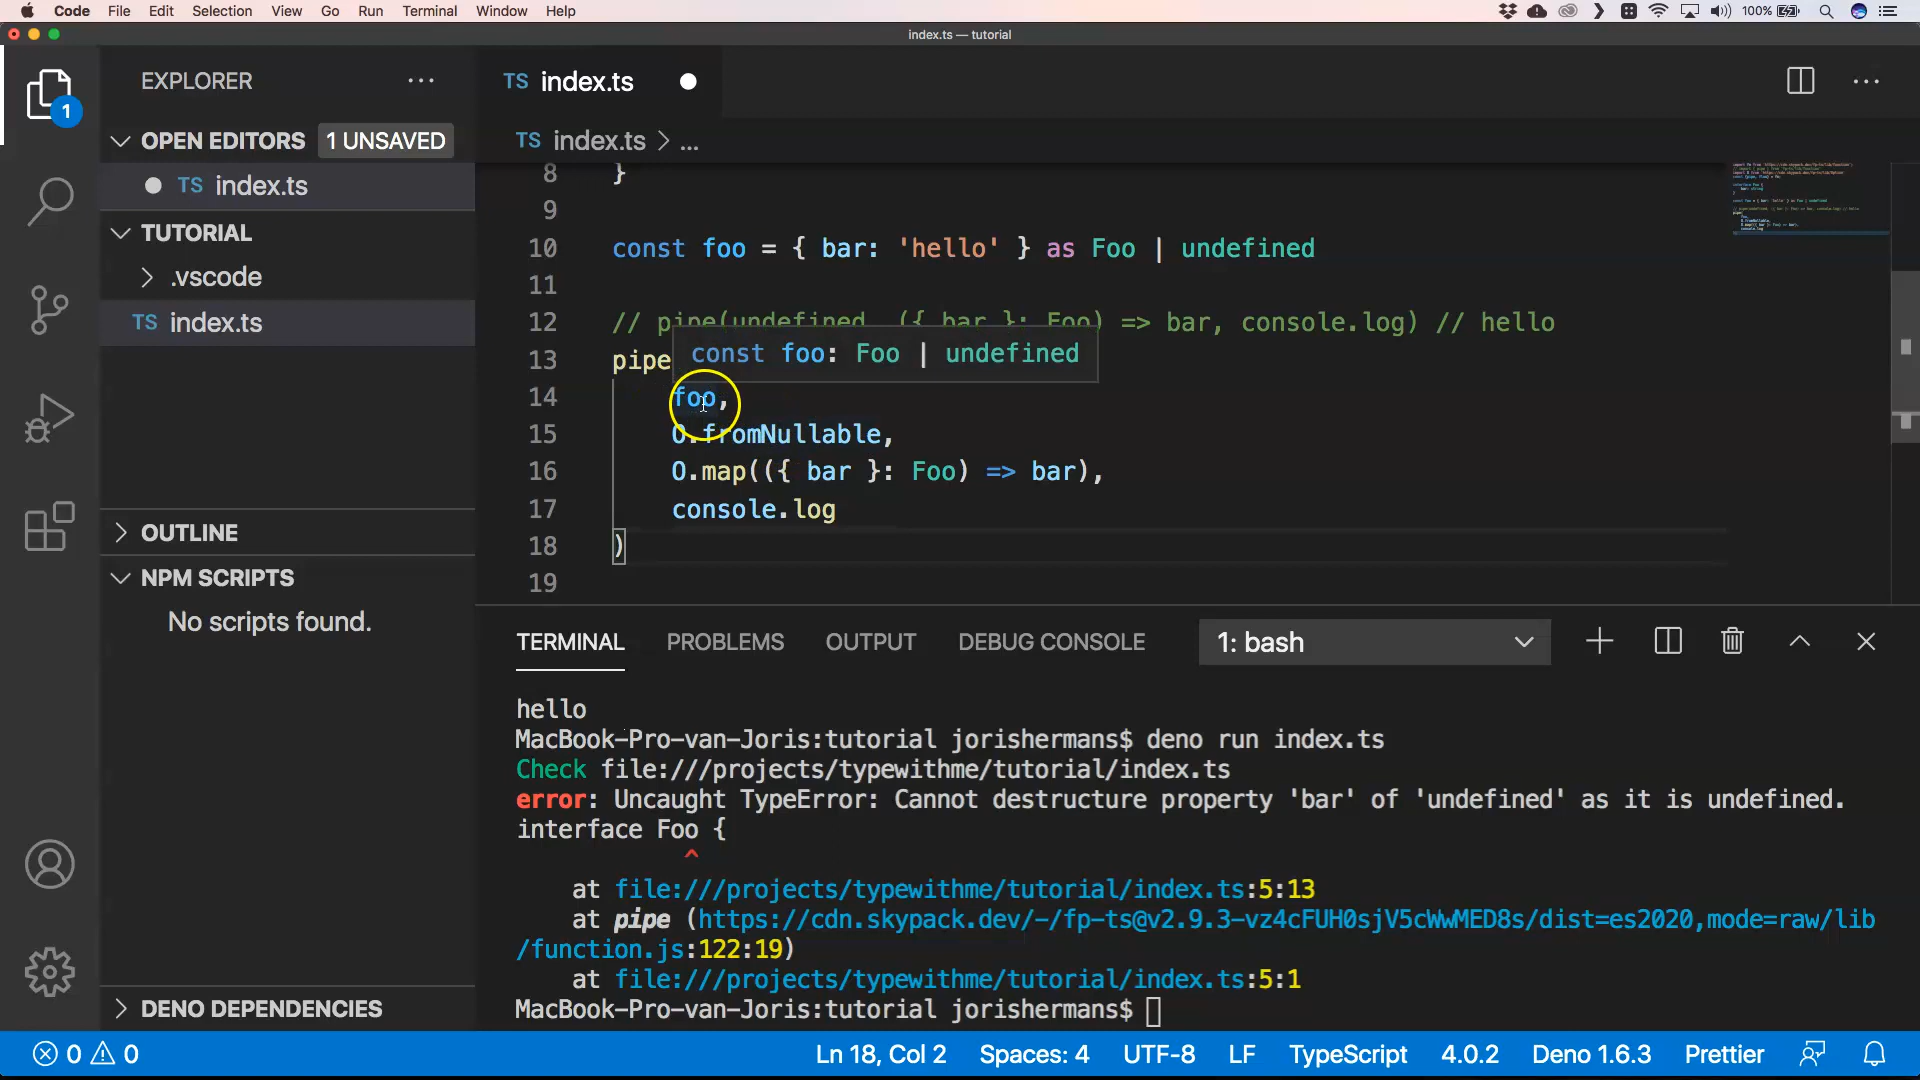 Code File Edit Selection View Go Run Terminal Window Help 100%
index.ts — tutorial
EXPLORER ...
TS index.ts
1
OPEN EDITORS 1 UNSAVED
TS index.ts > ...
TS index.ts
8 }
TUTORIAL
9
.vscode
10 const foo = { bar: 'hello' } as Foo | undefined
11
TS index.ts
12 // pipe(undefined, ({ bar }: Foo) => bar, console.log) // hello
const foo: Foo | undefined
13 pipe
14 foo,
15 O.fromNullable,
16 O.map(({ bar }: Foo) => bar),
17 console.log
18 )
19
OUTLINE
NPM SCRIPTS
No scripts found.
DENO DEPENDENCIES
TERMINAL PROBLEMS OUTPUT DEBUG CONSOLE 1: bash
hello
MacBook-Pro-van-Joris:tutorial jorishermans$ deno run index.ts
Check file:///projects/typewithme/tutorial/index.ts
error: Uncaught TypeError: Cannot destructure property 'bar' of 'undefined' as it is undefined.
interface Foo {
^
at file:///projects/typewithme/tutorial/index.ts:5:13
at pipe (https://cdn.skypack.dev/-/fp-ts@v2.9.3-vz4cFUH0sjV5cWwMED8s/dist=es2020,mode=raw/lib
/function.js:122:19)
at file:///projects/typewithme/tutorial/index.ts:5:1
MacBook-Pro-van-Joris:tutorial jorishermans$
0 0 Ln 18, Col 2 Spaces: 4 UTF-8 LF TypeScript 4.0.2 Deno 1.6.3 Prettier